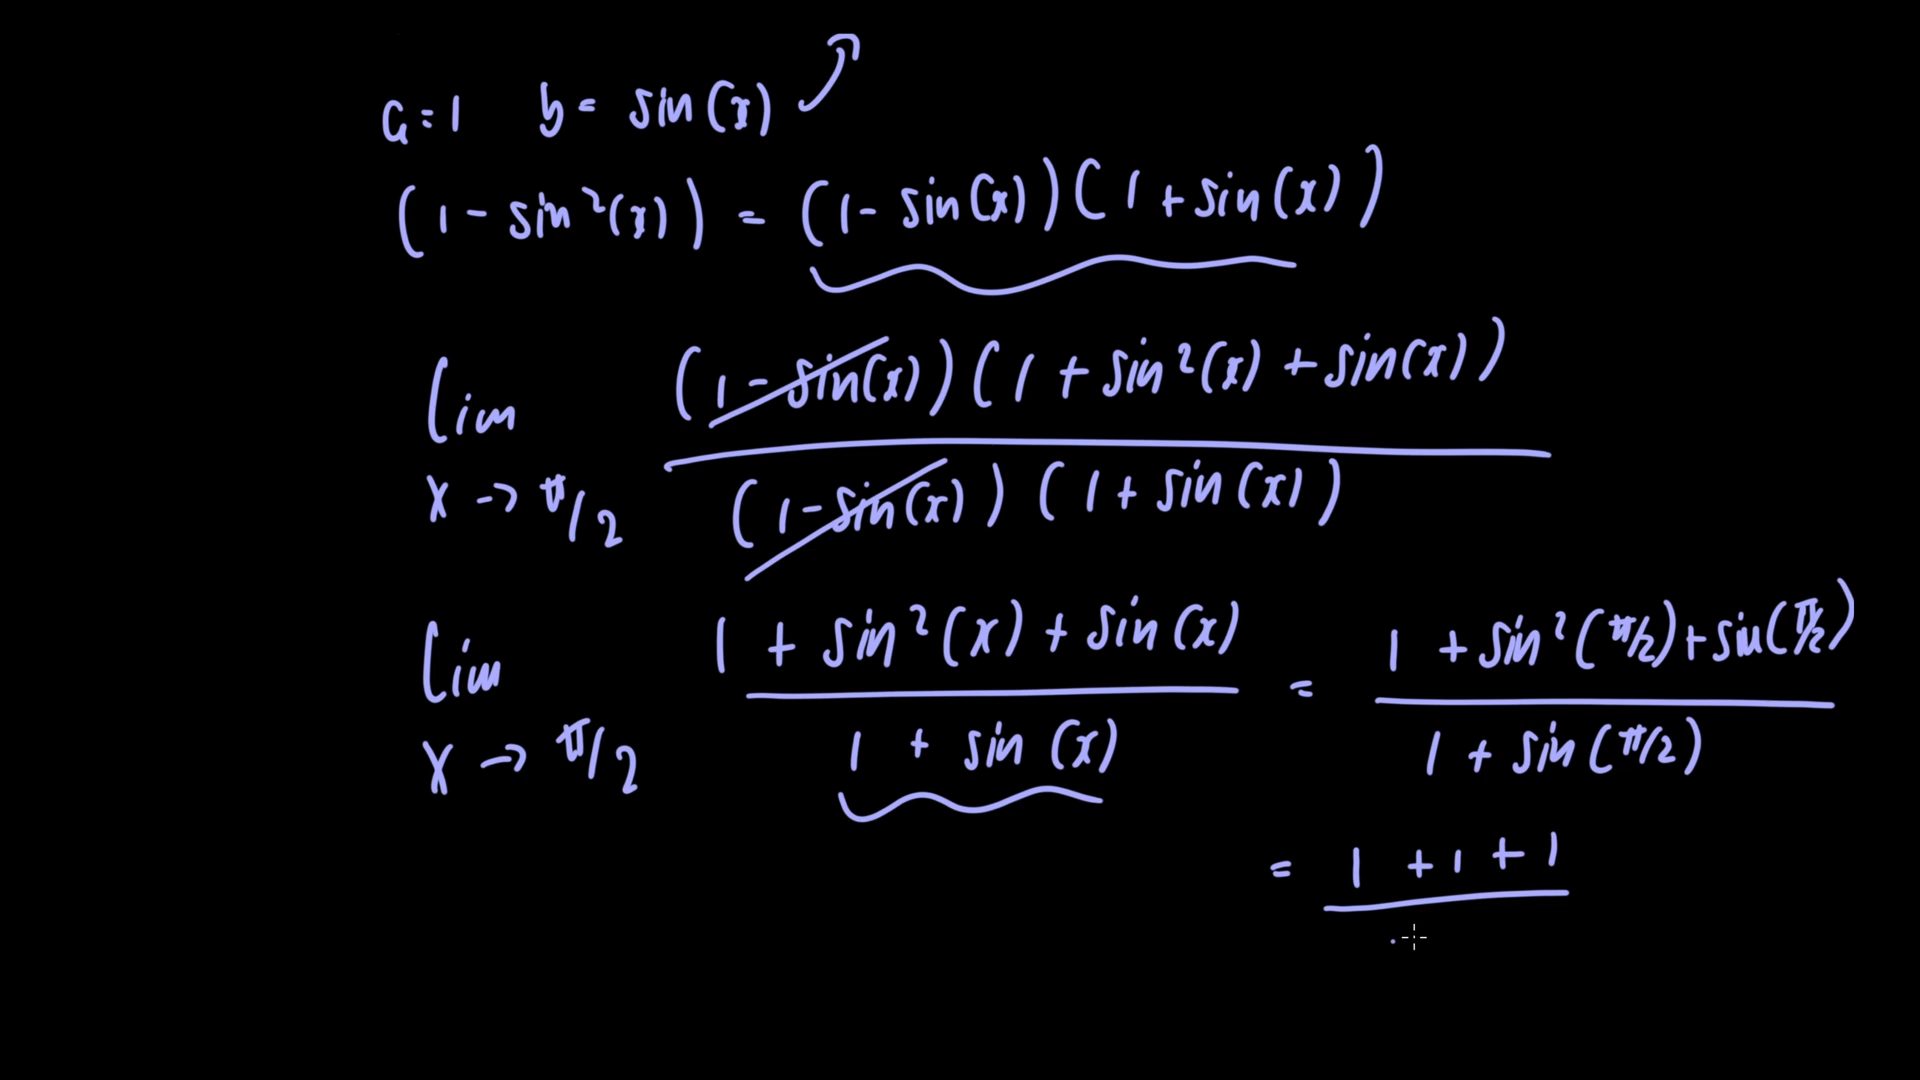 a = 1 b = sin(x)
(1 - sin²(x)) = (1 - sin(x))(1 + sin(x))
lim x → π/2 (1 - sin(x))(1 + sin²(x) + sin(x)) / (1 - sin(x))(1 + sin(x))
lim x → π/2 1 + sin²(x) + sin(x) / 1 + sin(x) = 1 + sin²(π/2) + sin(π/2) / 1 + sin(π/2)
= 1 + 1 + 1